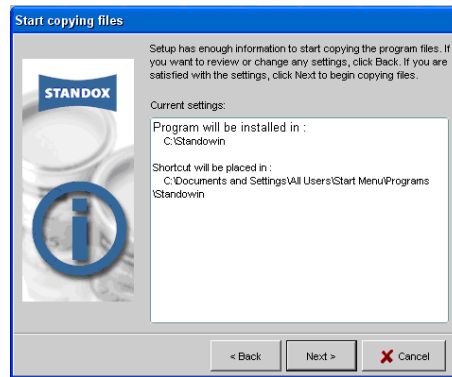 Start copying files
Setup has enough information to start copying the program files. If
you want to review or change any settings, click Back. If you are
satisfied with the settings, click Next to begin copying files.
STANDOX
Current settings:
Program will be installed in :
C:\Standowin
Shortcut will be placed in :
C:\Documents and Settings\All Users\Start Menu\Programs
\Standowin
< Back
Next >
Cancel